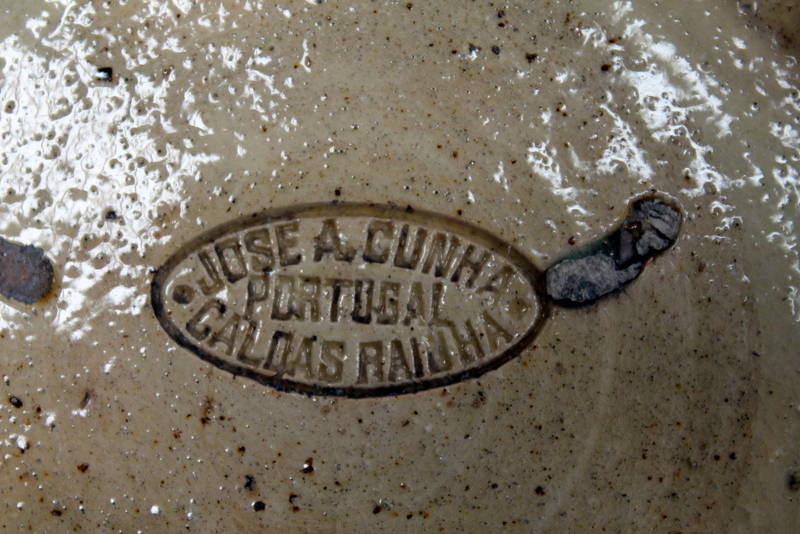 JOSE A. CUNHA
PORTUGAL
CALDAS RAINHA